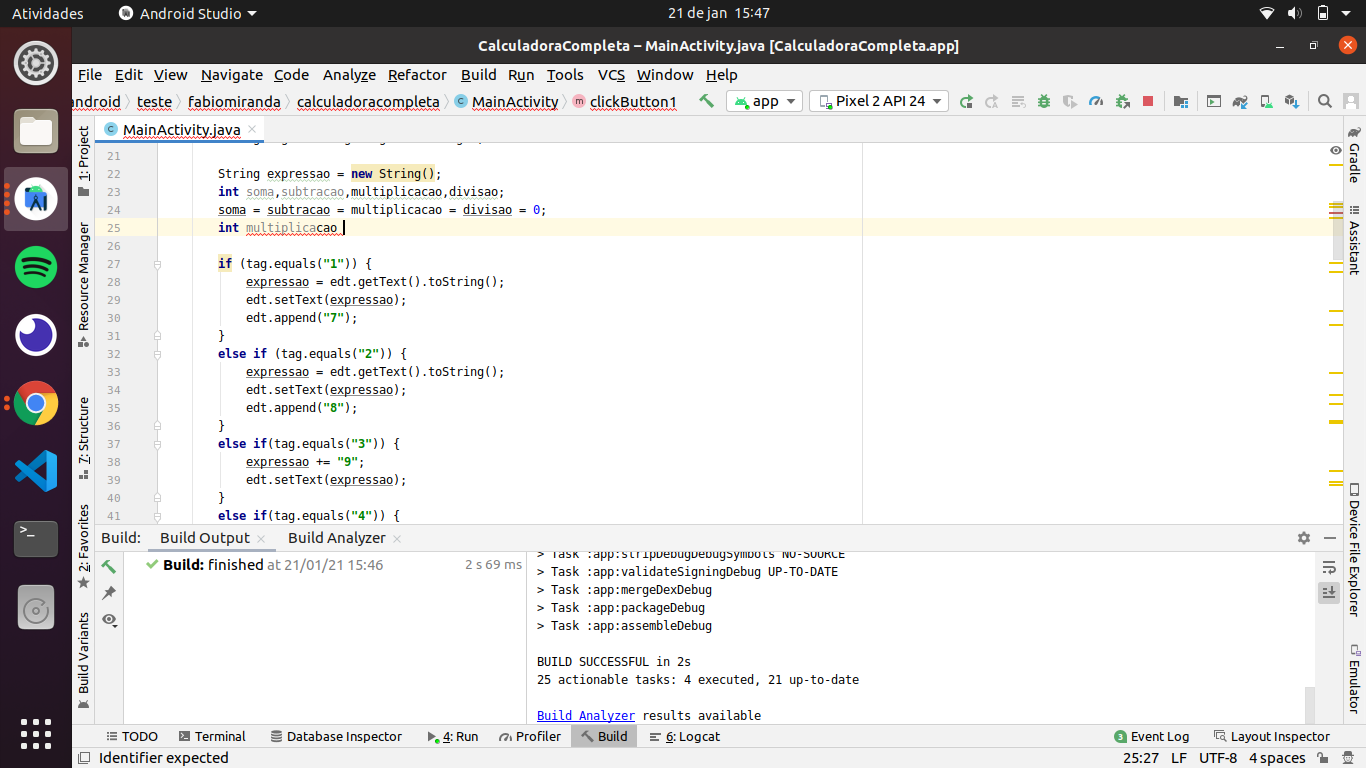 Atividades
Android Studio
21 de jan 15:47
CalculadoraCompleta – MainActivity.java [CalculadoraCompleta.app]
File Edit View Navigate Code Analyze Refactor Build Run Tools VCS Window Help
android teste fabiomiranda calculadoracompleta C MainActivity m clickButton1 app Pixel 2 API 24
C MainActivity.java
1: Project
Resource Manager
7: Structure
2: Favorites
Build Variants
21
22 String expressao = new String();
23 int soma,subtracao,multiplicacao,divisao;
24 soma = subtracao = multiplicacao = divisao = 0;
25 int multiplicacao
26
27 if (tag.equals("1")) {
28 expressao = edt.getText().toString();
29 edt.setText(expressao);
30 edt.append("7");
31 }
32 else if (tag.equals("2")) {
33 expressao = edt.getText().toString();
34 edt.setText(expressao);
35 edt.append("8");
36 }
37 else if(tag.equals("3")) {
38 expressao += "9";
39 edt.setText(expressao);
40 }
41 else if(tag.equals("4")) {
Gradle
Assistant
Device File Explorer
Emulator
Build: Build Output Build Analyzer
Build: finished at 21/01/21 15:46 2 s 69 ms
> Task :app:stripDebugDebugSymbols NO-SOURCE
> Task :app:validateSigningDebug UP-TO-DATE
> Task :app:mergeDexDebug
> Task :app:packageDebug
> Task :app:assembleDebug
BUILD SUCCESSFUL in 2s
25 actionable tasks: 4 executed, 21 up-to-date
Build Analyzer results available
TODO Terminal Database Inspector 4: Run Profiler Build 6: Logcat 3 Event Log Layout Inspector
Identifier expected 25:27 LF UTF-8 4 spaces